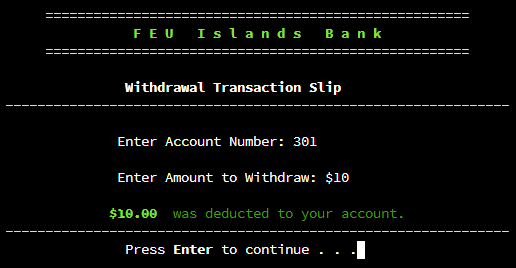 F E U I s l a n d s B a n k
Withdrawal Transaction Slip
Enter Account Number: 301
Enter Amount to Withdraw: $10
$10.00 was deducted to your account.
Press Enter to continue . . .